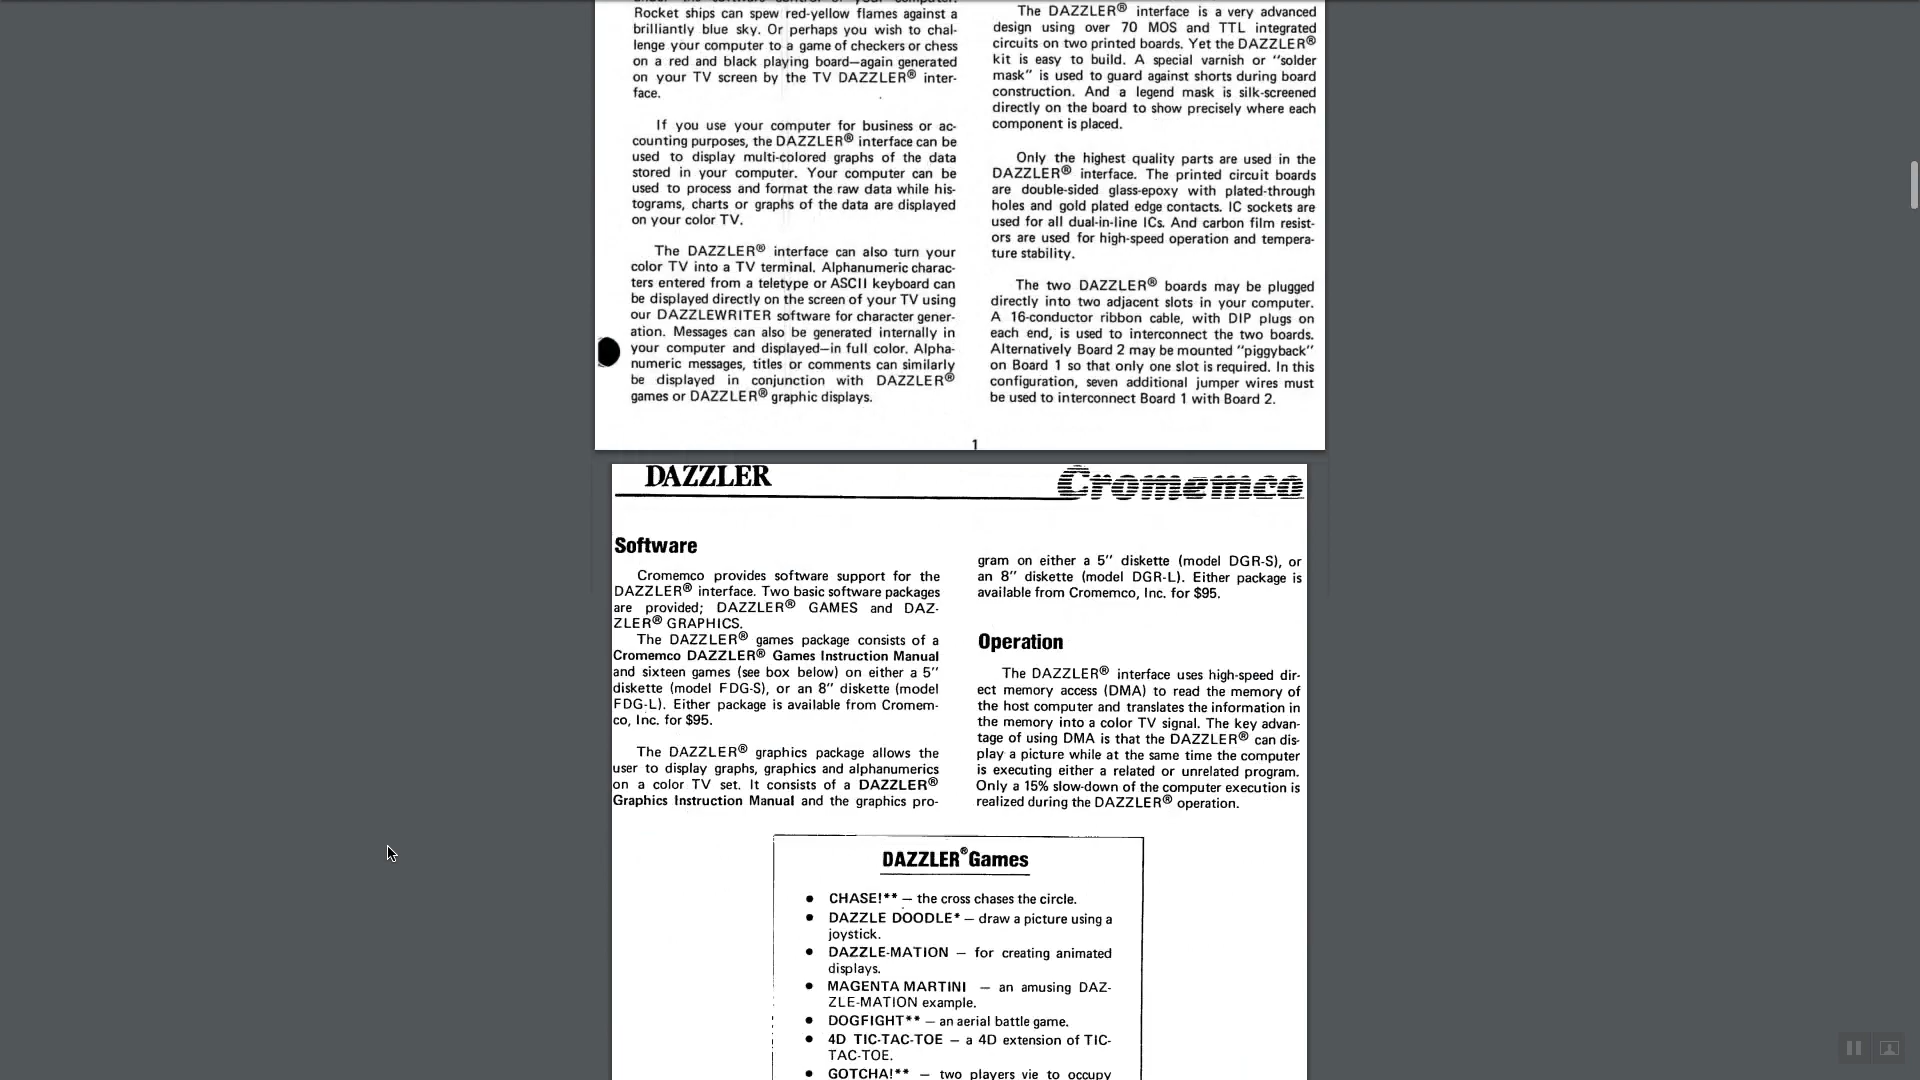 Rocket ships can spew red-yellow flames against a
brilliantly blue sky. Or perhaps you wish to chal-
lenge your computer to a game of checkers or chess
on a red and black playing board—again generated
on your TV screen by the TV DAZZLER® inter-
face.
If you use your computer for business or ac-
counting purposes, the DAZZLER® interface can be
used to display multi-colored graphs of the data
stored in your computer. Your computer can be
used to process and format the raw data while his-
tograms, charts or graphs of the data are displayed
on your color TV.
The DAZZLER® interface can also turn your
color TV into a TV terminal. Alphanumeric charac-
ters entered from a teletype or ASCII keyboard can
be displayed directly on the screen of your TV using
our DAZZLEWRITER software for character gener-
ation. Messages can also be generated internally in
your computer and displayed—in full color. Alpha-
numeric messages, titles or comments can similarly
be displayed in conjunction with DAZZLER®
games or DAZZLER® graphic displays.
The DAZZLER® interface is a very advanced
design using over 70 MOS and TTL integrated
circuits on two printed boards. Yet the DAZZLER®
kit is easy to build. A special varnish or "solder
mask" is used to guard against shorts during board
construction. And a legend mask is silk-screened
directly on the board to show precisely where each
component is placed.
Only the highest quality parts are used in the
DAZZLER® interface. The printed circuit boards
are double-sided glass-epoxy with plated-through
holes and gold plated edge contacts. IC sockets are
used for all dual-in-line ICs. And carbon film resist-
ors are used for high-speed operation and tempera-
ture stability.
The two DAZZLER® boards may be plugged
directly into two adjacent slots in your computer.
A 16-conductor ribbon cable, with DIP plugs on
each end, is used to interconnect the two boards.
Alternatively Board 2 may be mounted "piggyback"
on Board 1 so that only one slot is required. In this
configuration, seven additional jumper wires must
be used to interconnect Board 1 with Board 2.
1
DAZZLER
Cromemco
Software
Cromemco provides software support for the
DAZZLER® interface. Two basic software packages
are provided; DAZZLER® GAMES and DAZ-
ZLER® GRAPHICS.
The DAZZLER® games package consists of a
Cromemco DAZZLER® Games Instruction Manual
and sixteen games (see box below) on either a 5"
diskette (model FDG-S), or an 8" diskette (model
FDG-L). Either package is available from Cromem-
co, Inc. for $95.
The DAZZLER® graphics package allows the
user to display graphs, graphics and alphanumerics
on a color TV set. It consists of a DAZZLER®
Graphics Instruction Manual and the graphics pro-
gram on either a 5" diskette (model DGR-S), or
an 8" diskette (model DGR-L). Either package is
available from Cromemco, Inc. for $95.
Operation
The DAZZLER® interface uses high-speed dir-
ect memory access (DMA) to read the memory of
the host computer and translates the information in
the memory into a color TV signal. The key advan-
tage of using DMA is that the DAZZLER® can dis-
play a picture while at the same time the computer
is executing either a related or unrelated program.
Only a 15% slow-down of the computer execution is
realized during the DAZZLER® operation.
DAZZLER® Games
• CHASE!** — the cross chases the circle.
• DAZZLE DOODLE* — draw a picture using a
joystick.
• DAZZLE-MATION — for creating animated
displays.
• MAGENTA MARTINI — an amusing DAZ-
ZLE-MATION example.
• DOGFIGHT** — an aerial battle game.
• 4D TIC-TAC-TOE — a 4D extension of TIC-
TAC-TOE.
• GOTCHA!** — two players vie to occupy